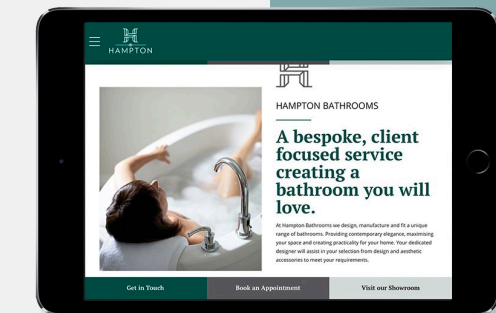 HAMPTON
HAMPTON BATHROOMS
A bespoke, client
focused service
creating a
bathroom you will
love.
At Hampton Bathrooms we design, manufacture and fit a unique
range of bathrooms. Providing contemporary elegance, maximising
your space and creating practicality for your home. Your dedicated
designer will assist in your selection from design and aesthetic
accessories to meet your requirements.
Get in Touch
Book an Appointment
Visit our Showroom